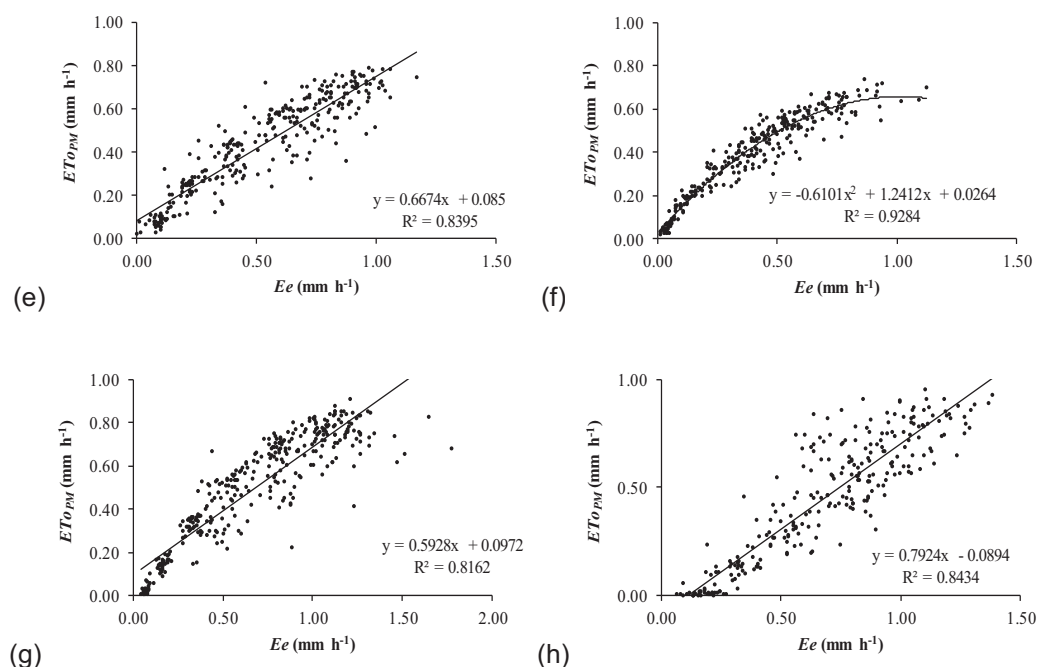 1.00
0.80
0.60
0.40
0.20
0.00
ETo_PM (mm h⁻¹)
0.00 0.50 1.00 1.50
Ee (mm h⁻¹)
y = 0.6674x + 0.085
R² = 0.8395
(e)
1.00
0.80
0.60
0.40
0.20
0.00
ETo_PM (mm h⁻¹)
0.00 0.50 1.00 1.50
Ee (mm h⁻¹)
y = -0.6101x² + 1.2412x + 0.0264
R² = 0.9284
(f)
1.00
0.80
0.60
0.40
0.20
0.00
ETo_PM (mm h⁻¹)
0.00 0.50 1.00 1.50 2.00
Ee (mm h⁻¹)
y = 0.5928x + 0.0972
R² = 0.8162
(g)
1.00
0.50
0.00
ETo_PM (mm h⁻¹)
0.00 0.50 1.00 1.50
Ee (mm h⁻¹)
y = 0.7924x - 0.0894
R² = 0.8434
(h)